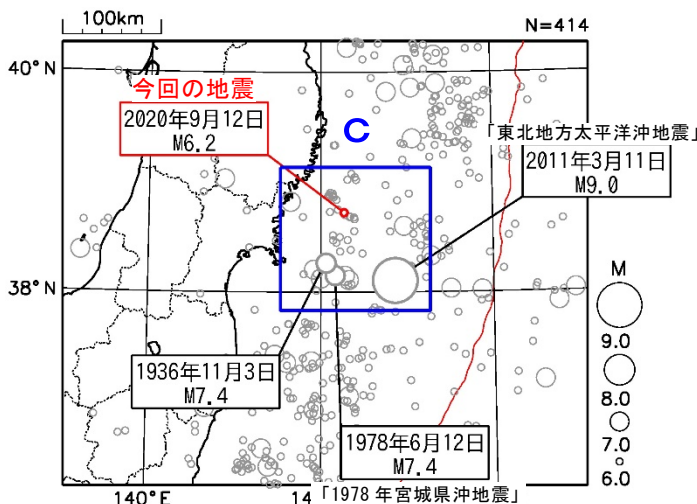 100km
N=414
40°N
今回の地震
2020年9月12日
M6.2
C
「東北地方太平洋沖地震」
2011年3月11日
M9.0
38°N
M
9.0
8.0
7.0
6.0
1936年11月3日
M7.4
1978年6月12日
M7.4
「1978 年宮城県沖地震」
140°E